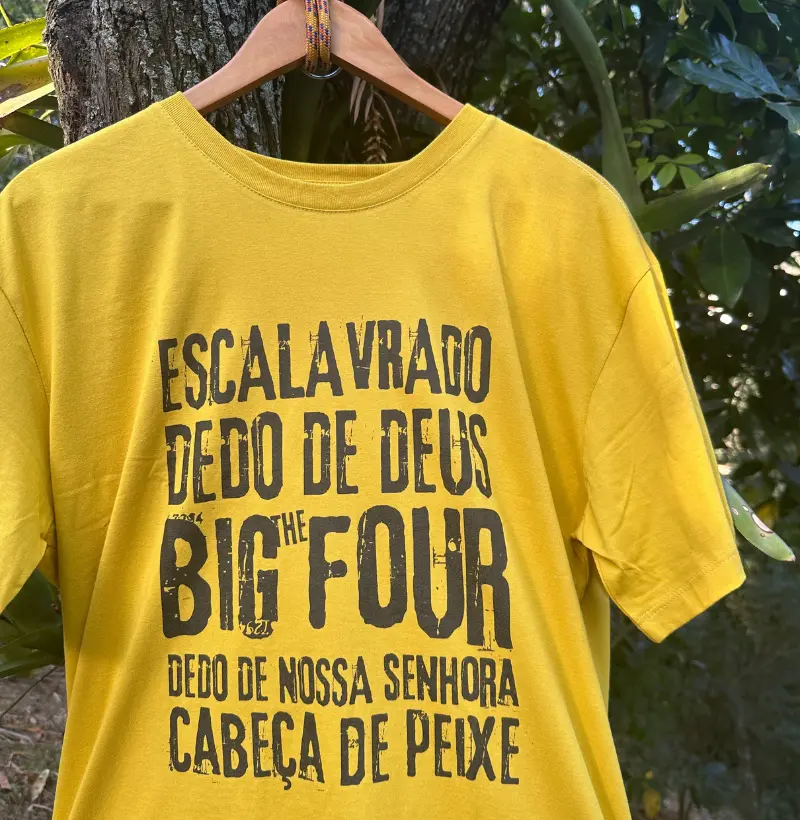 ESCALAVRADO
DEDO DE DEUS
THE
BIG FOUR
DEDO DE NOSSA SENHORA
CABEÇA DE PEIXE